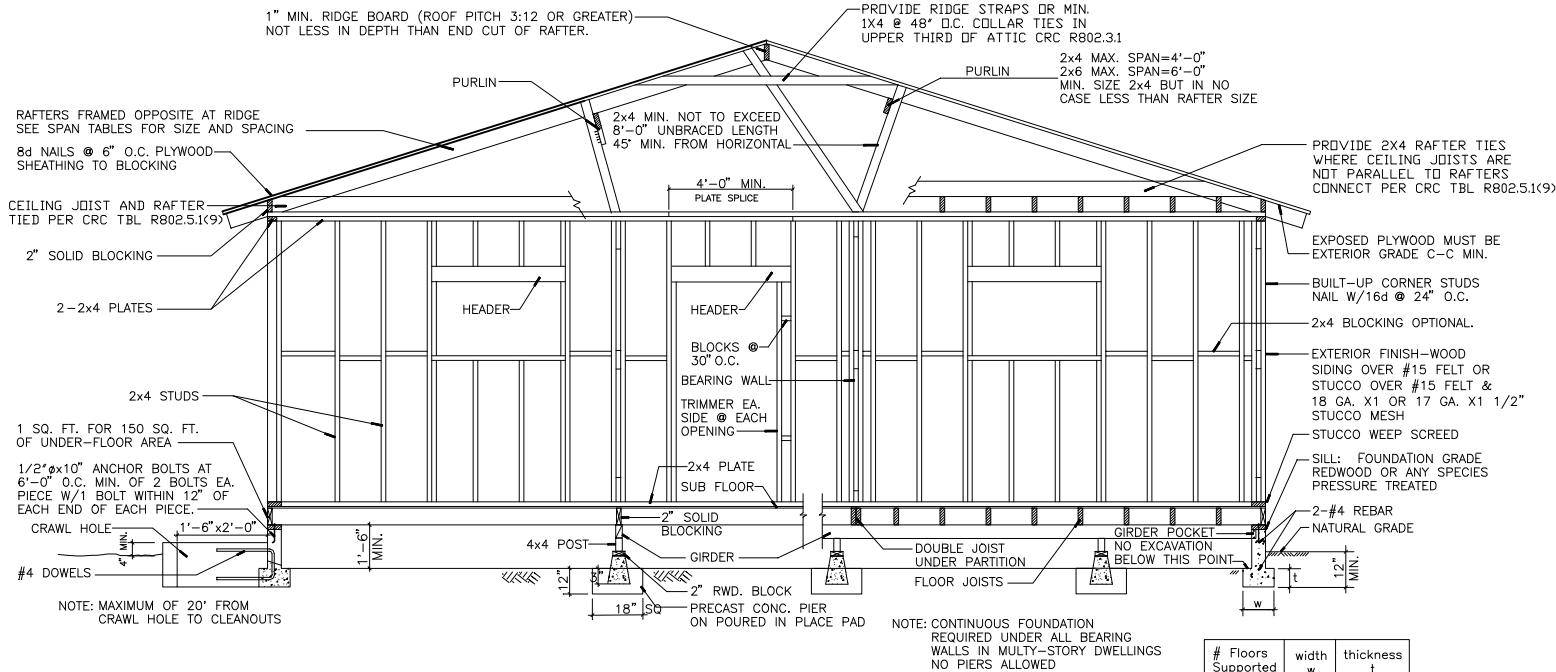 1" MIN. RIDGE BOARD (ROOF PITCH 3:12 OR GREATER)
NOT LESS IN DEPTH THAN END CUT OF RAFTER.
PROVIDE RIDGE STRAPS OR MIN.
1X4 @ 48" O.C. COLLAR TIES IN
UPPER THIRD OF ATTIC CRC R802.3.1
PURLIN
PURLIN
2x4 MAX. SPAN=4'-0"
2x6 MAX. SPAN=6'-0"
MIN. SIZE 2x4 BUT IN NO
CASE LESS THAN RAFTER SIZE
RAFTERS FRAMED OPPOSITE AT RIDGE
SEE SPAN TABLES FOR SIZE AND SPACING
2x4 MIN. NOT TO EXCEED
8'-0" UNBRACED LENGTH
45° MIN. FROM HORIZONTAL
8d NAILS @ 6" O.C. PLYWOOD
SHEATHING TO BLOCKING
PROVIDE 2X4 RAFTER TIES
WHERE CEILING JOISTS ARE
NOT PARALLEL TO RAFTERS
CONNECT PER CRC TBL R802.5.1(9)
4'-0" MIN.
PLATE SPLICE
CEILING JOIST AND RAFTER
TIED PER CRC TBL R802.5.1(9)
2" SOLID BLOCKING
EXPOSED PLYWOOD MUST BE
EXTERIOR GRADE C-C MIN.
2-2x4 PLATES
HEADER
HEADER
BUILT-UP CORNER STUDS
NAIL W/16d @ 24" O.C.
2x4 BLOCKING OPTIONAL.
BLOCKS @
30" O.C.
BEARING WALL
EXTERIOR FINISH-WOOD
SIDING OVER #15 FELT OR
STUCCO OVER #15 FELT &
18 GA. X1 OR 17 GA. X1 1/2"
STUCCO MESH
2x4 STUDS
TRIMMER EA.
SIDE @ EACH
OPENING
1 SQ. FT. FOR 150 SQ. FT.
OF UNDER-FLOOR AREA
STUCCO WEEP SCREED
1/2"øx10" ANCHOR BOLTS AT
6'-0" O.C. MIN. OF 2 BOLTS EA.
PIECE W/1 BOLT WITHIN 12" OF
EACH END OF EACH PIECE.
2x4 PLATE
SUB FLOOR
SILL: FOUNDATION GRADE
REDWOOD OR ANY SPECIES
PRESSURE TREATED
CRAWL HOLE
1'-6"x2'-0"
4" MIN.
1'-6"
MIN.
2" SOLID
BLOCKING
4x4 POST
GIRDER
DOUBLE JOIST
UNDER PARTITION
GIRDER POCKET
NO EXCAVATION
BELOW THIS POINT
2-#4 REBAR
NATURAL GRADE
#4 DOWELS
12"
3"
FLOOR JOISTS
t
12"
MIN.
w
NOTE: MAXIMUM OF 20' FROM
CRAWL HOLE TO CLEANOUTS
18" SQ
2" RWD. BLOCK
PRECAST CONC. PIER
ON POURED IN PLACE PAD
NOTE: CONTINUOUS FOUNDATION
REQUIRED UNDER ALL BEARING
WALLS IN MULTY-STORY DWELLINGS
NO PIERS ALLOWED
# Floors
Supported
width
w
thickness
t